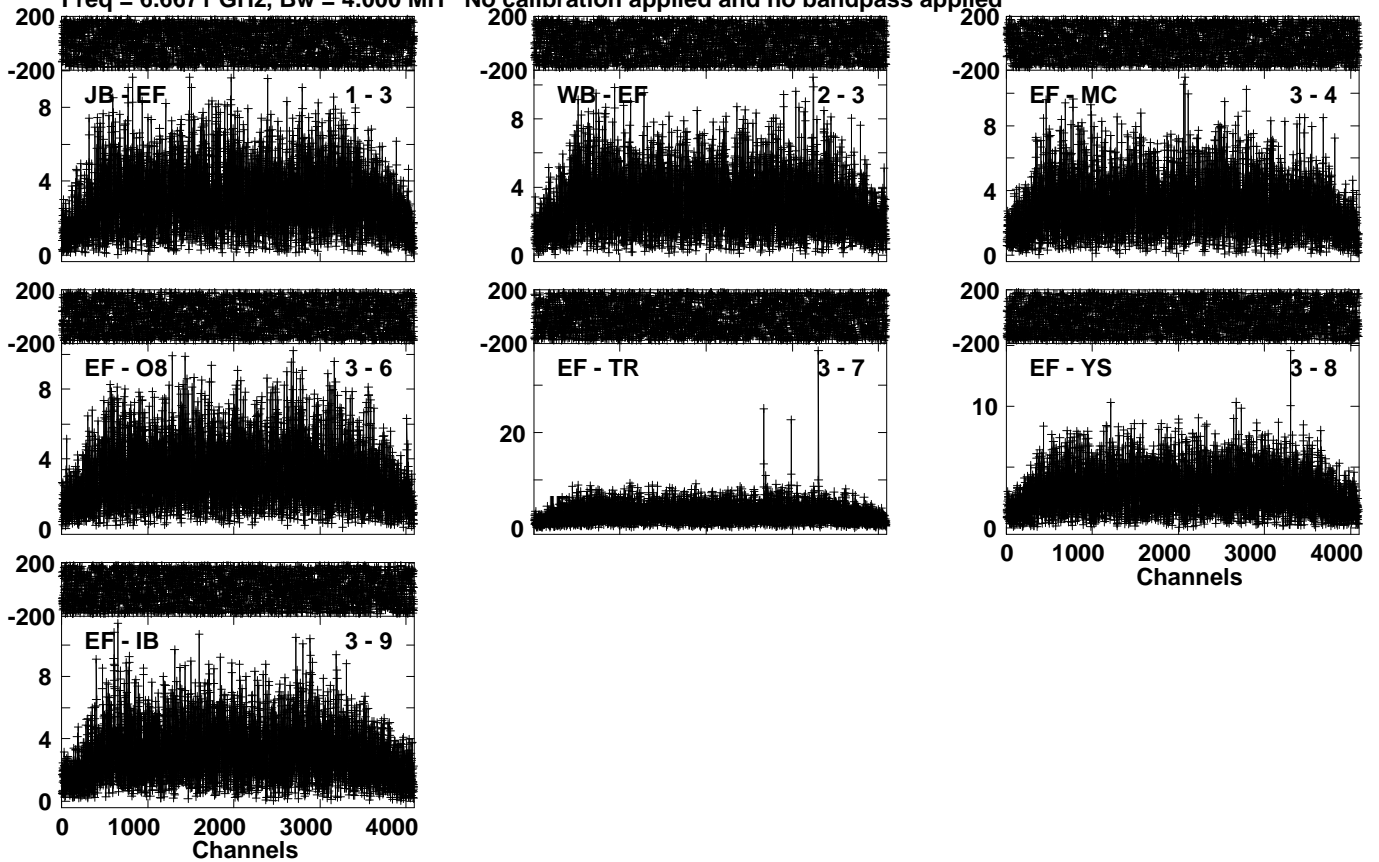 Freq = 6.6671 GHz, Bw = 4.000 MH No calibration applied and no bandpass applied
200 200 200
-200 -200 -200
JB - EF 1 - 3 WB - EF 2 - 3 EF - MC 3 - 4
8 8 8
4 4 4
0 0 0
200 200 200
-200 -200 -200
EF - O8 3 - 6 EF - TR 3 - 7 EF - YS 3 - 8
8 20 10
4
0 0 0
0 1000 2000 3000 4000
Channels
200
-200
EF - IB 3 - 9
8
4
0
0 1000 2000 3000 4000
Channels